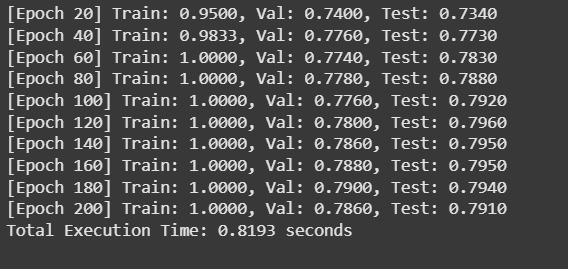 [Epoch 20] Train: 0.9500, Val: 0.7400, Test: 0.7340
[Epoch 40] Train: 0.9833, Val: 0.7760, Test: 0.7730
[Epoch 60] Train: 1.0000, Val: 0.7740, Test: 0.7830
[Epoch 80] Train: 1.0000, Val: 0.7780, Test: 0.7880
[Epoch 100] Train: 1.0000, Val: 0.7760, Test: 0.7920
[Epoch 120] Train: 1.0000, Val: 0.7800, Test: 0.7960
[Epoch 140] Train: 1.0000, Val: 0.7860, Test: 0.7950
[Epoch 160] Train: 1.0000, Val: 0.7880, Test: 0.7950
[Epoch 180] Train: 1.0000, Val: 0.7900, Test: 0.7940
[Epoch 200] Train: 1.0000, Val: 0.7860, Test: 0.7910
Total Execution Time: 0.8193 seconds